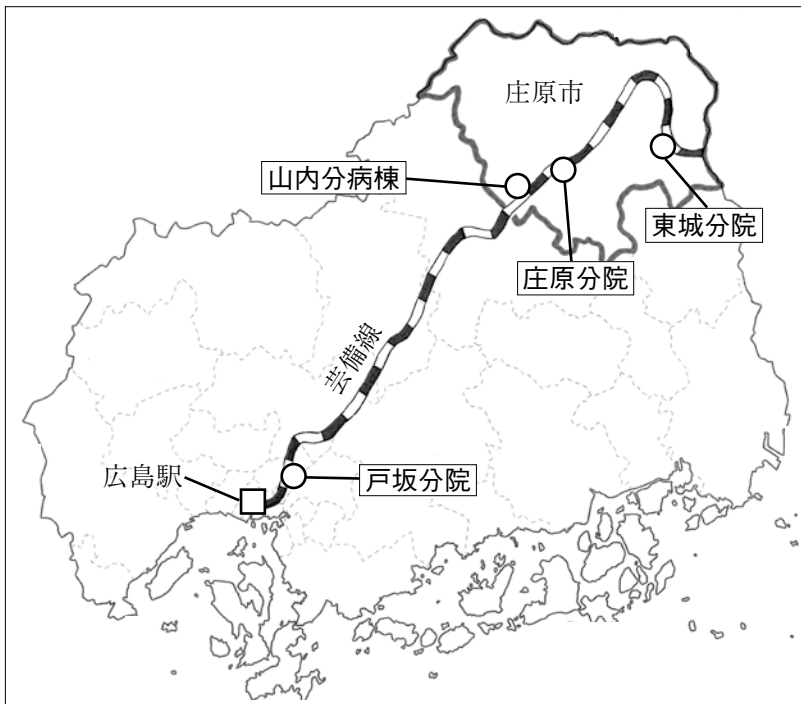 庄原市
山内分病棟
東城分院
庄原分院
芸備線
広島駅
戸坂分院